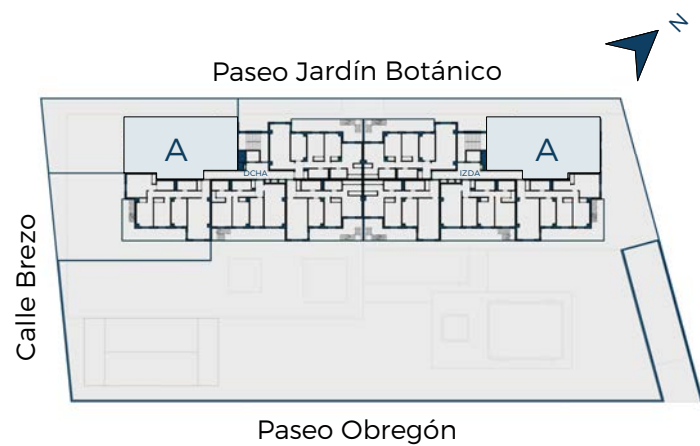 N
Paseo Jardín Botánico
A
A
DCHA
IZDA
Calle Brezo
Paseo Obregón